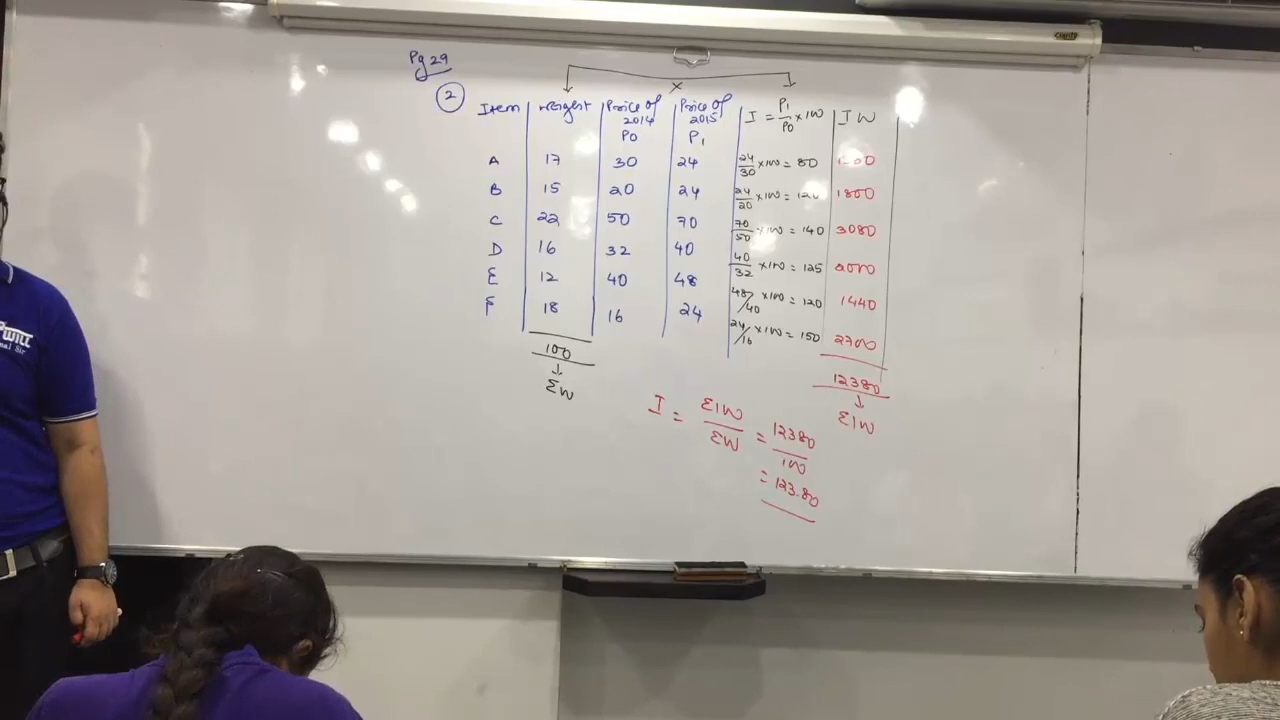 Pg 29
2
Item Weight Price of 2014 P0 Price of 2015 P1 I = P1/P0 × 100 IW
×
A 17 30 24 24/30 × 100 = 80
B 15 20 24 24/20 × 100 = 120 1800
C 22 50 70 70/50 × 100 = 140 3080
D 16 32 40 40/32 × 100 = 125 2000
E 12 40 48 48/40 × 100 = 120 1440
F 18 16 24 24/16 × 100 = 150 2700
100 12380
↓ ↓
ΣW ΣIW
I = ΣIW/ΣW = 12380/100
= 123.80